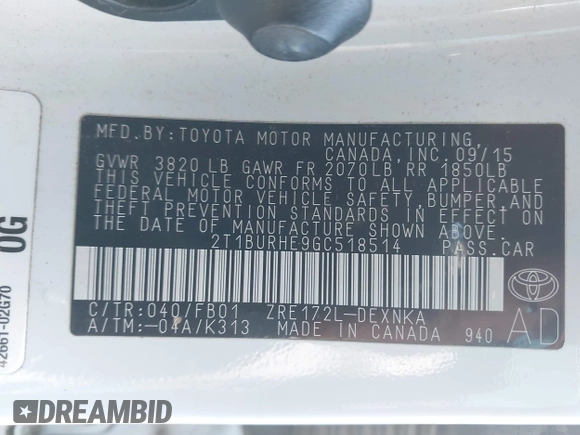 MFD. BY: TOYOTA MOTOR MANUFACTURING,
CANADA, INC. 09/15
GVWR 3820 LB GAWR FR 2070LB RR 1850LB
THIS VEHICLE CONFORMS TO ALL APPLICABLE
FEDERAL MOTOR VEHICLE SAFETY, BUMPER, AND
THEFT PREVENTION STANDARDS IN EFFECT ON
THE DATE OF MANUFACTURE SHOWN ABOVE.
2T1BURHE9GC518514 PASS.CAR
C/TR:040/FB01 ZRE172L-DEXNKA
A/TM:-04A/K313 MADE IN CANADA 940
AD
OG
42661-02G70
DREAMBID